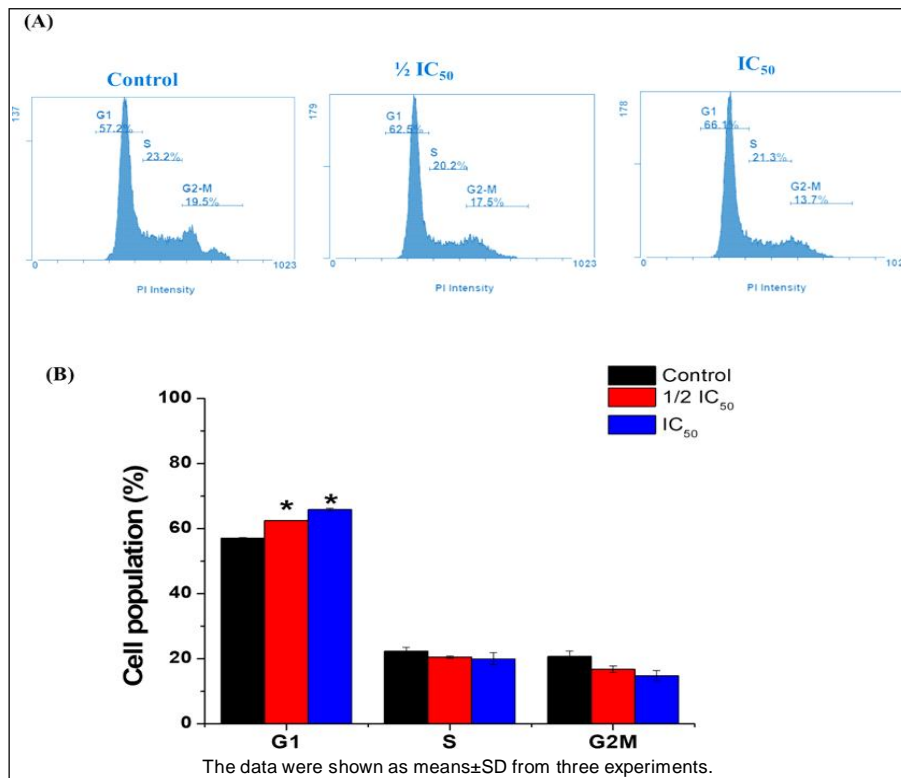 (A)
Control
½ IC₅₀
IC₅₀
137
G1
57.2%
S
23.2%
G2-M
19.5%
0
1023
PI Intensity
179
G1
62.5%
S
20.2%
G2-M
17.5%
0
1023
PI Intensity
178
G1
66.1%
S
21.3%
G2-M
13.7%
0
102
PI Intensity
(B)
Control
1/2 IC₅₀
IC₅₀
Cell population (%)
100
80
60
40
20
0
* *
G1 S G2M
The data were shown as means±SD from three experiments.